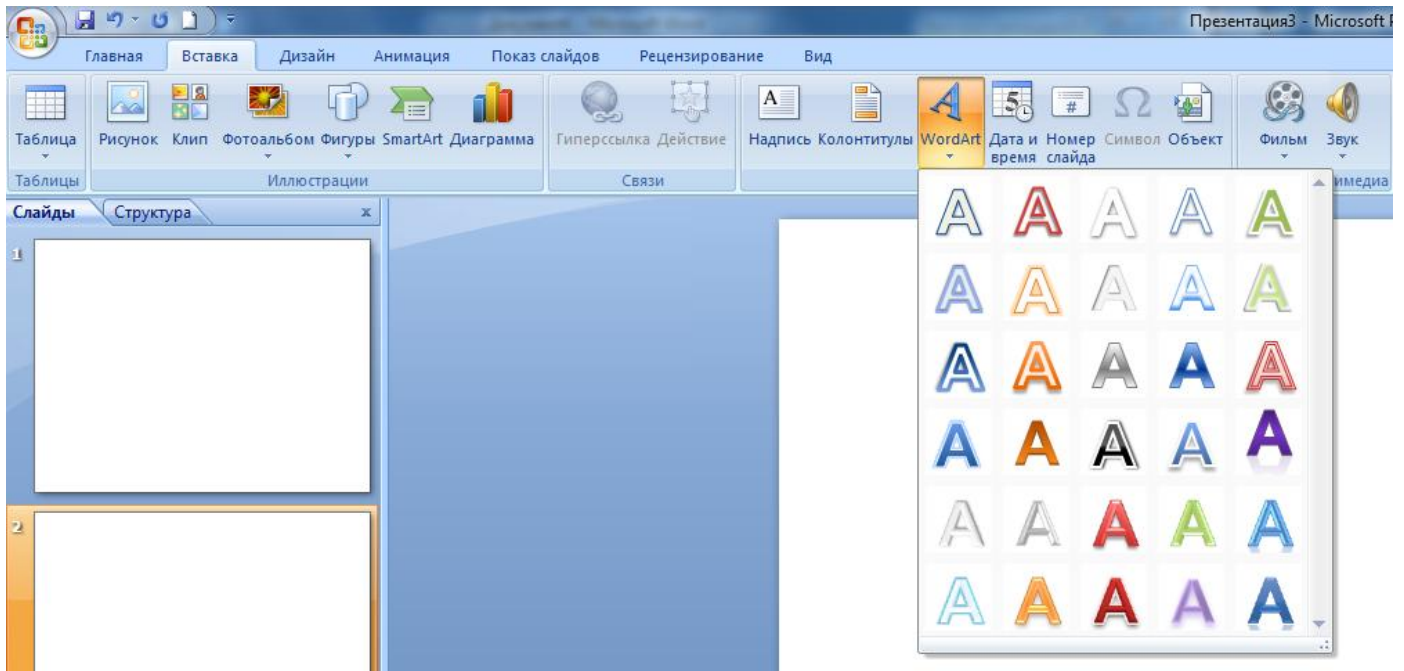 Презентация3 - Microsoft P
Главная Вставка Дизайн Анимация Показ слайдов Рецензирование Вид
Таблица Рисунок Клип Фотоальбом Фигуры SmartArt Диаграмма Гиперссылка Действие Надпись Колонтитулы WordArt Дата и время Номер слайда Символ Объект Фильм Звук
Таблицы Иллюстрации Связи имедиа
Слайды Структура
1
2